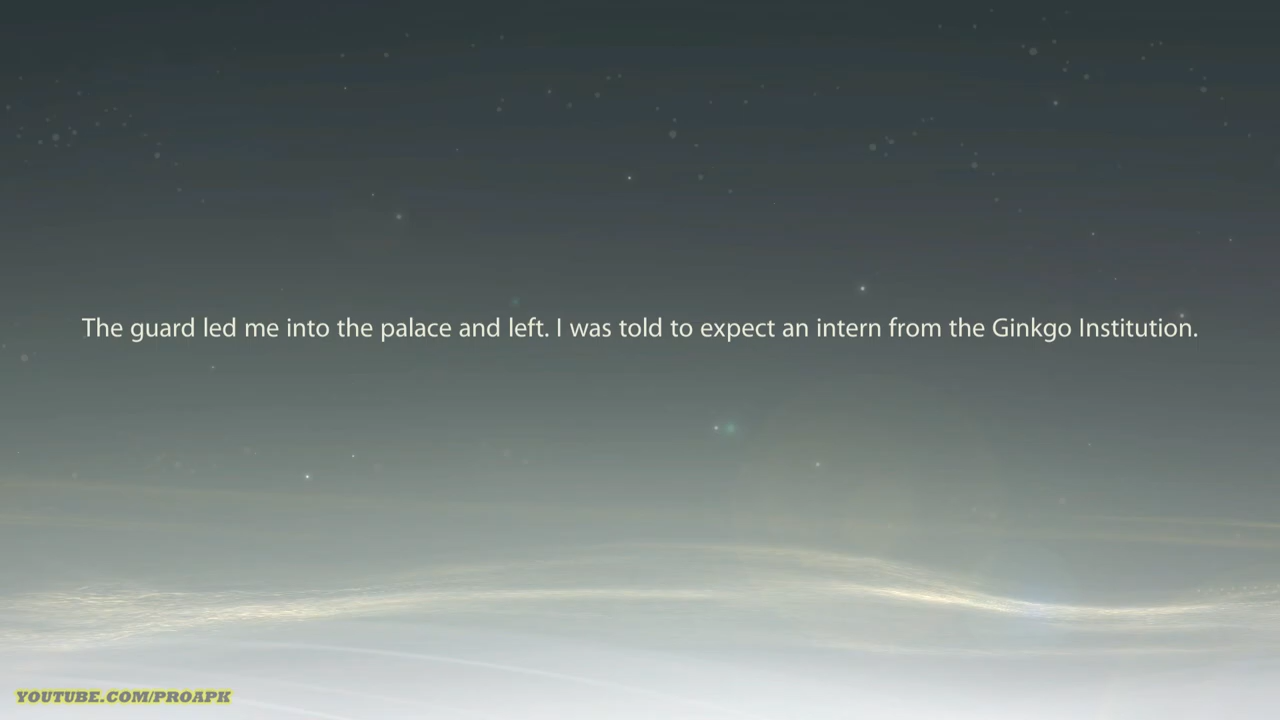 The guard led me into the palace and left. I was told to expect an intern from the Ginkgo Institution.
YOUTUBE.COM/PROAPK